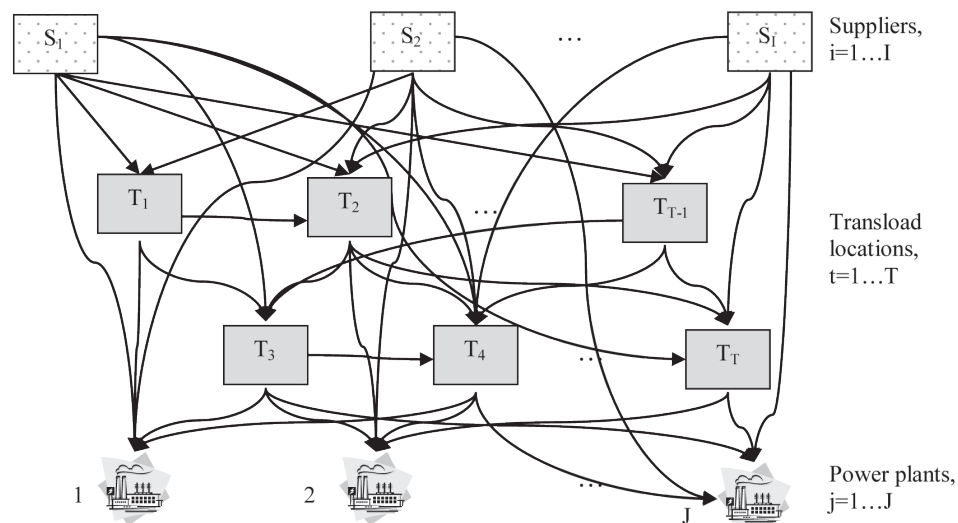 S1 S2 … SI Suppliers,
i=1…I
T1 T2 … TT-1
Transload
locations,
t=1…T
T3 T4 … TT
1 2 … J
Power plants,
j=1…J